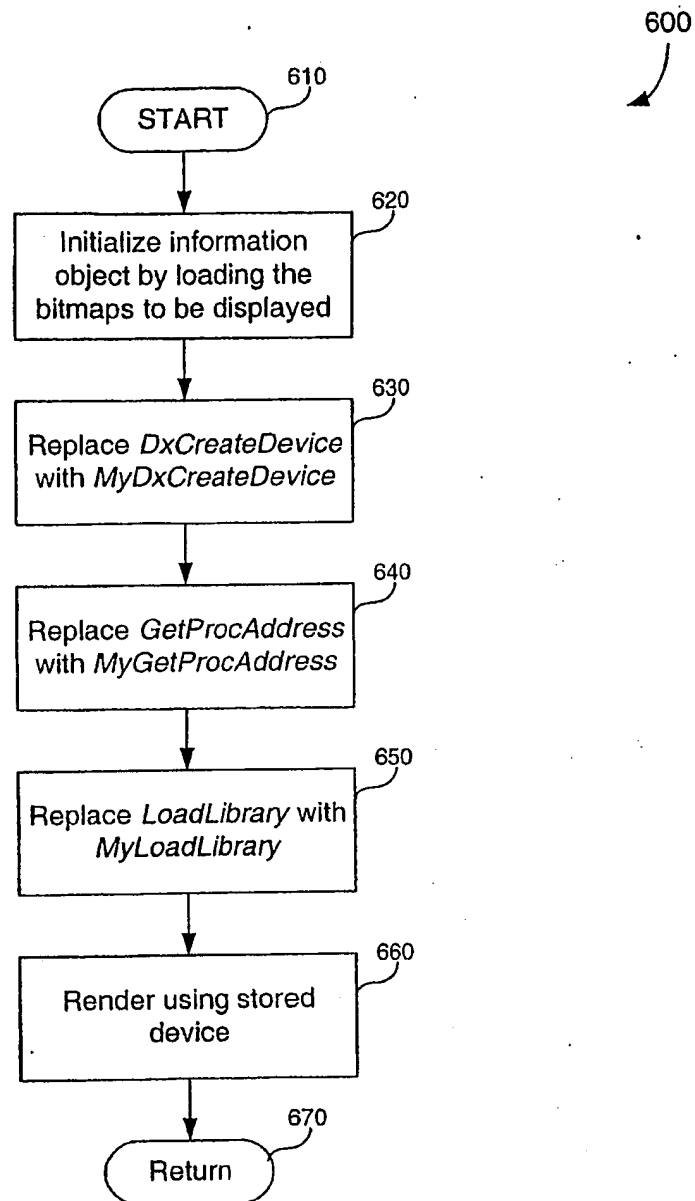 600
610
START
620
Initialize information
object by loading the
bitmaps to be displayed
630
Replace DxCreateDevice
with MyDxCreateDevice
640
Replace GetProcAddress
with MyGetProcAddress
650
Replace LoadLibrary with
MyLoadLibrary
660
Render using stored
device
670
Return